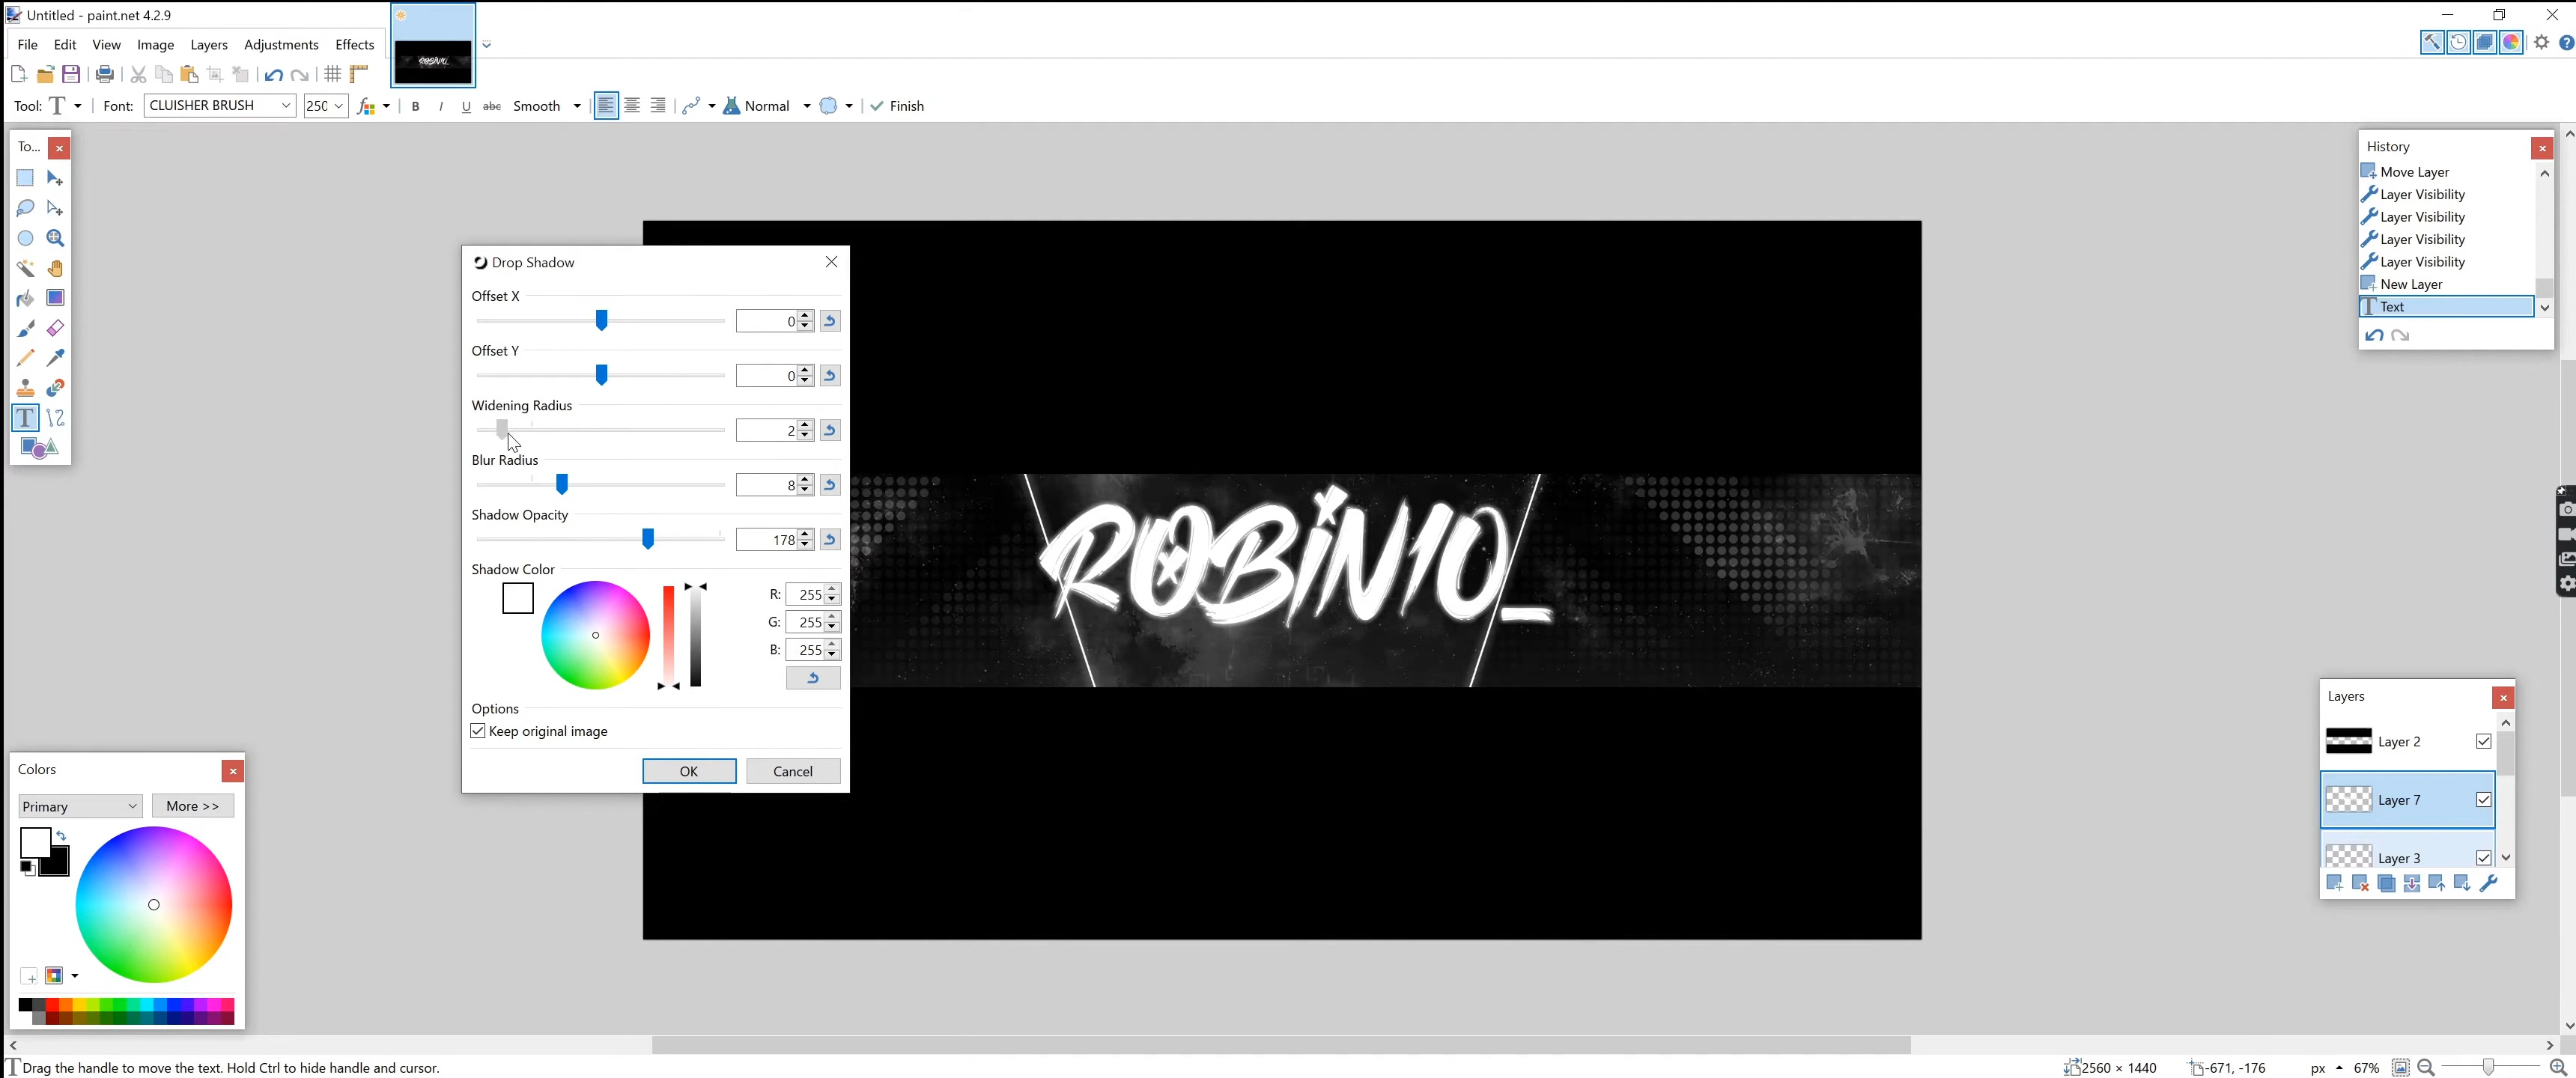 Untitled - paint.net 4.2.9
File Edit View Image Layers Adjustments Effects
Tool: Font: CLUISHER BRUSH 250 B I U abc Smooth Normal Finish
To...
History
Move Layer
Layer Visibility
Layer Visibility
Layer Visibility
Layer Visibility
New Layer
Text
Drop Shadow
Offset X
0
Offset Y
0
Widening Radius
2
Blur Radius
8
Shadow Opacity
178
Shadow Color
R: 255
G: 255
B: 255
Options
Keep original image
OK Cancel
ROBIN10_
Layers
Layer 2
Layer 7
Layer 3
Colors
Primary More >>
Drag the handle to move the text. Hold Ctrl to hide handle and cursor.
2560 × 1440 -671, -176 px 67%